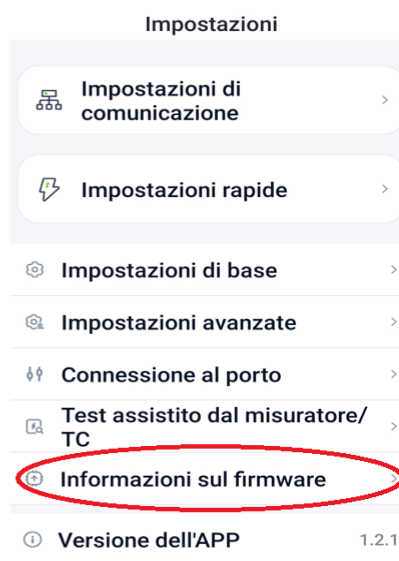 Impostazioni
Impostazioni di
comunicazione
Impostazioni rapide
Impostazioni di base
Impostazioni avanzate
Connessione al porto
Test assistito dal misuratore/
TC
Informazioni sul firmware
Versione dell'APP 1.2.1